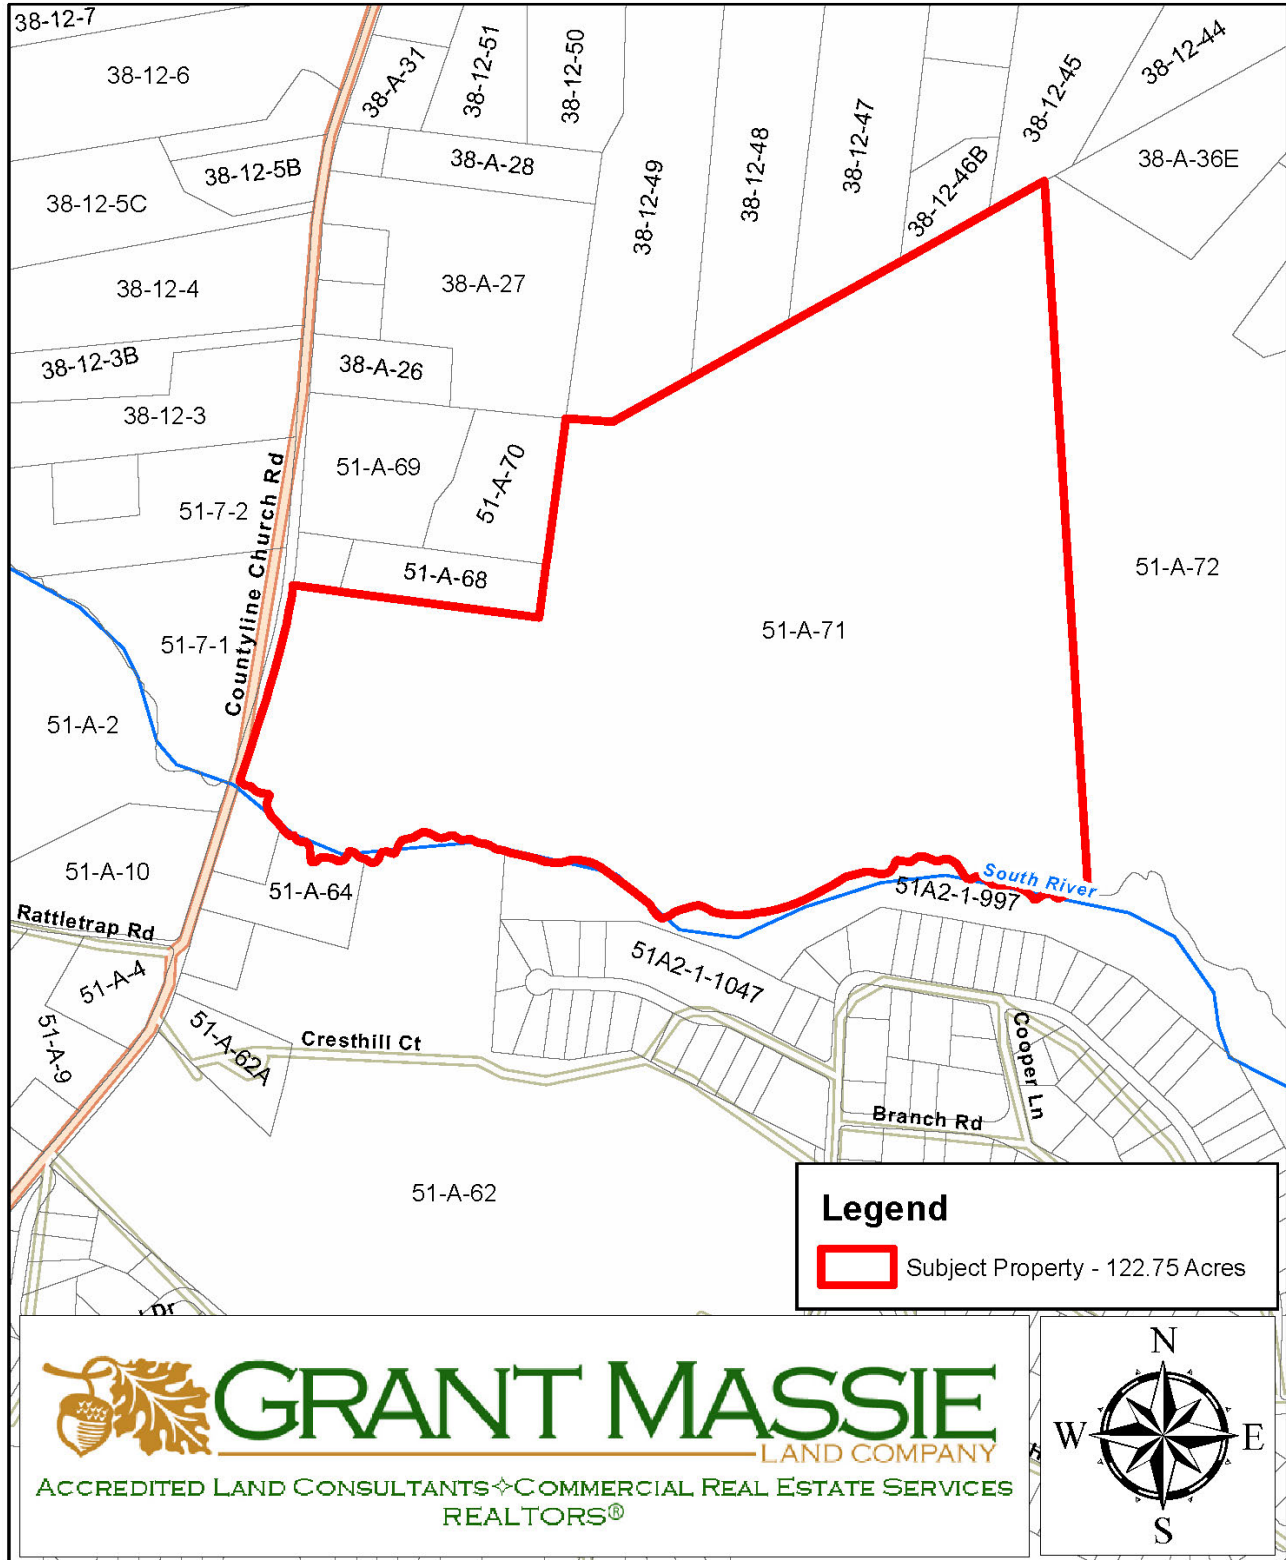 38-12-7
38-12-6
38-A-31
38-12-51
38-12-50
38-12-45
38-12-44
38-12-5B
38-A-28
38-12-49
38-12-48
38-12-47
38-12-46B
38-A-36E
38-12-5C
38-12-4
38-A-27
38-12-3B
38-A-26
38-12-3
51-A-69
51-A-70
51-7-2
Countyline Church Rd
51-A-68
51-A-72
51-7-1
51-A-71
51-A-2
51-A-10
51-A-64
South River
51A2-1-997
Rattletrap Rd
51-A-4
51A2-1-1047
51-A-9
51-A-62A
Cresthill Ct
Cooper Ln
Branch Rd
51-A-62
Dr
Legend
Subject Property - 122.75 Acres
GRANT MASSIE
LAND COMPANY
ACCREDITED LAND CONSULTANTS✧COMMERCIAL REAL ESTATE SERVICES
REALTORS®
N
W
E
S